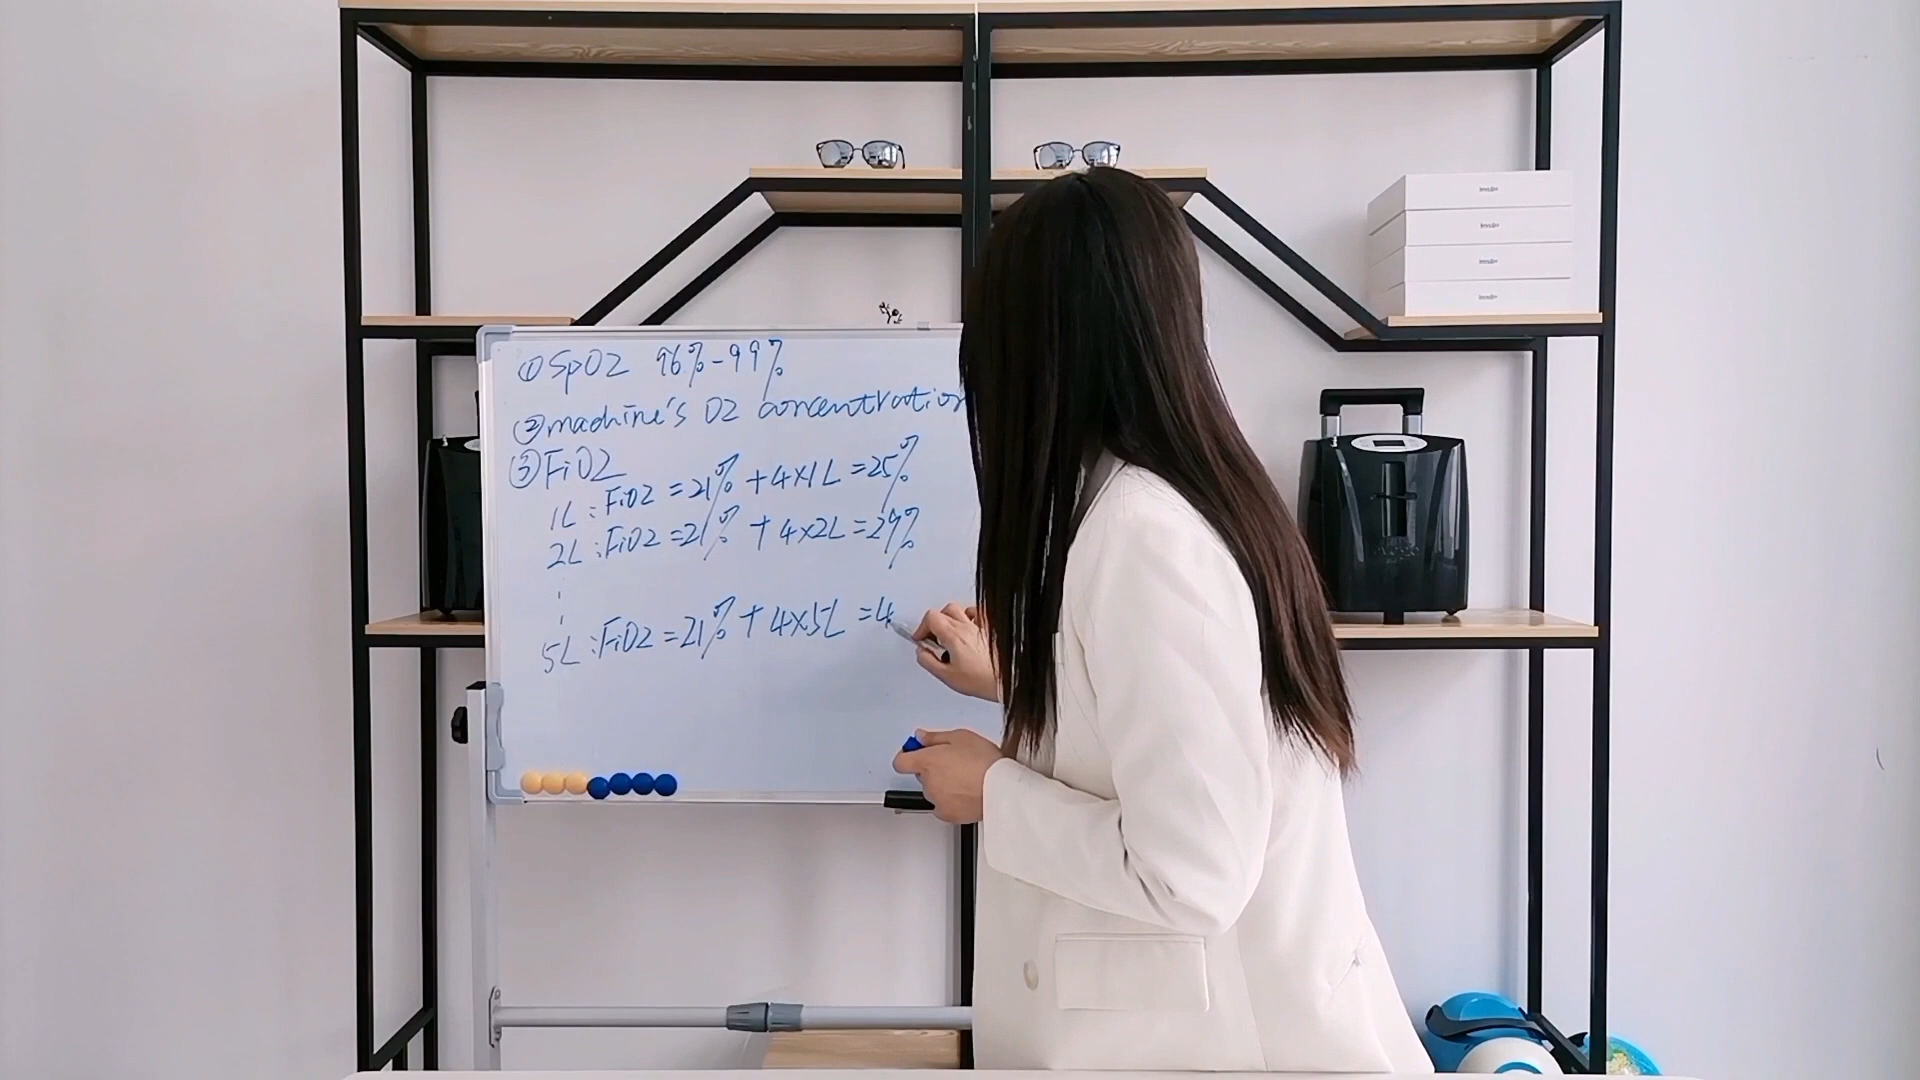 ①SpO2 96%-99%
②machine's O2 concentration
③FiO2
1L:FiO2=21%+4×1L=25%
2L:FiO2=21%+4×2L=29%
5L:FiO2=21%+4×5L=4